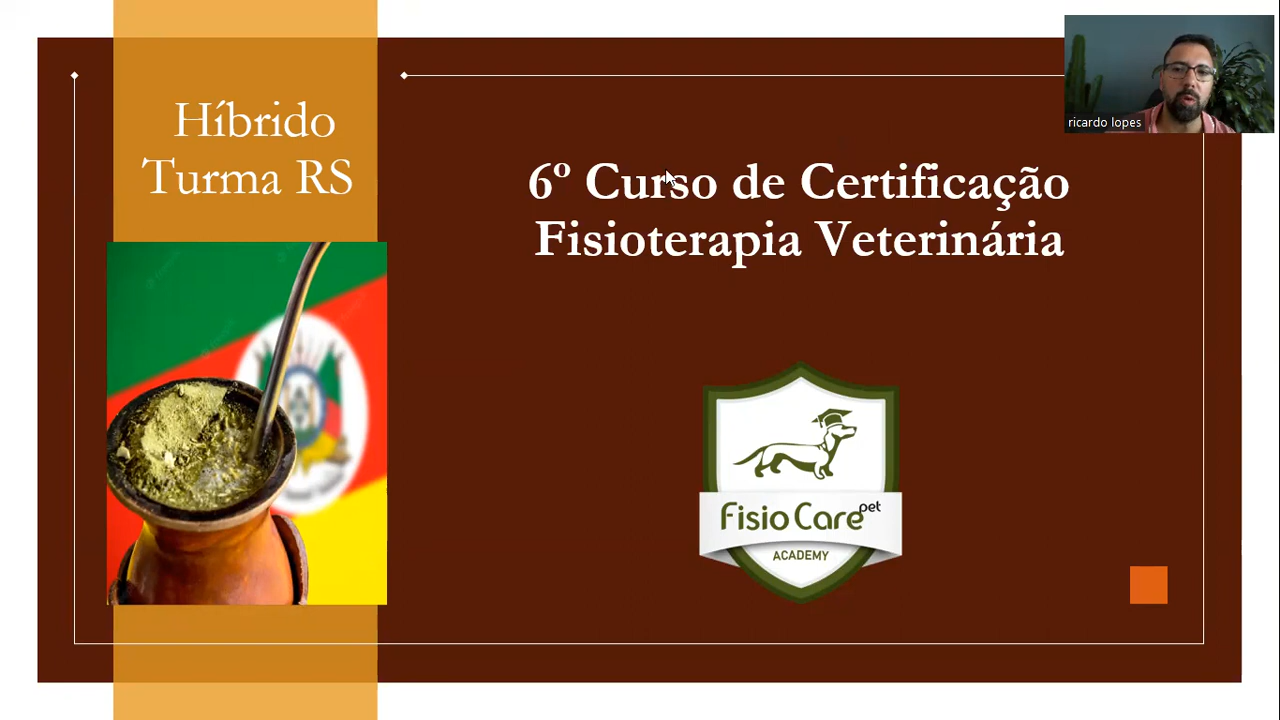 Híbrido
Turma RS
ricardo lopes
6º Curso de Certificação
Fisioterapia Veterinária
Fisio Care pet
ACADEMY